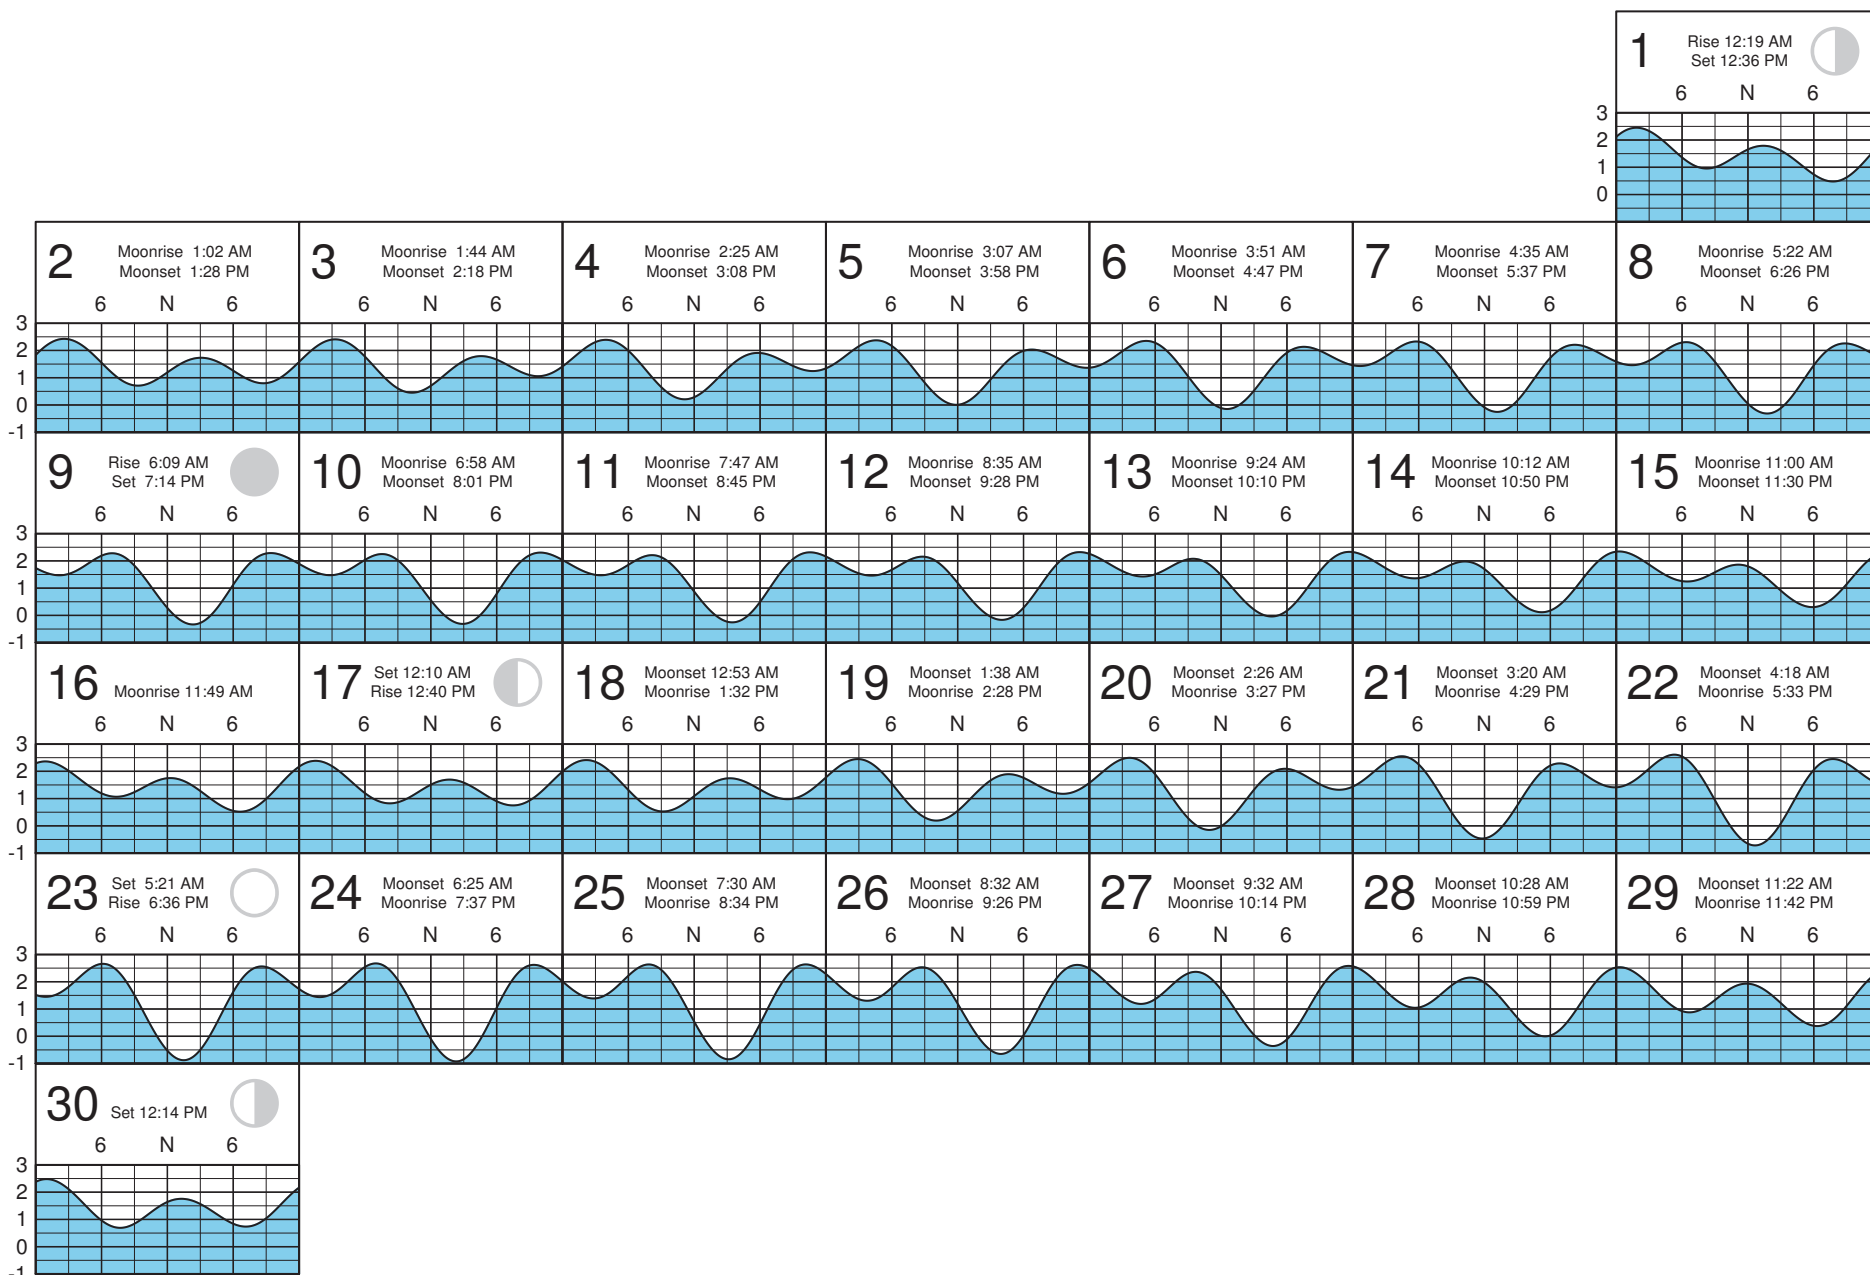 1 Rise 12:19 AM
Set 12:36 PM
6 N 6
3
2
1
0
2 Moonrise 1:02 AM
Moonset 1:28 PM
3 Moonrise 1:44 AM
Moonset 2:18 PM
4 Moonrise 2:25 AM
Moonset 3:08 PM
5 Moonrise 3:07 AM
Moonset 3:58 PM
6 Moonrise 3:51 AM
Moonset 4:47 PM
7 Moonrise 4:35 AM
Moonset 5:37 PM
8 Moonrise 5:22 AM
Moonset 6:26 PM
6 N 6 6 N 6 6 N 6 6 N 6 6 N 6 6 N 6 6 N 6
3
2
1
0
-1
9 Rise 6:09 AM
Set 7:14 PM
10 Moonrise 6:58 AM
Moonset 8:01 PM
11 Moonrise 7:47 AM
Moonset 8:45 PM
12 Moonrise 8:35 AM
Moonset 9:28 PM
13 Moonrise 9:24 AM
Moonset 10:10 PM
14 Moonrise 10:12 AM
Moonset 10:50 PM
15 Moonrise 11:00 AM
Moonset 11:30 PM
6 N 6 6 N 6 6 N 6 6 N 6 6 N 6 6 N 6 6 N 6
3
2
1
0
-1
16 Moonrise 11:49 AM
17 Set 12:10 AM
Rise 12:40 PM
18 Moonset 12:53 AM
Moonrise 1:32 PM
19 Moonset 1:38 AM
Moonrise 2:28 PM
20 Moonset 2:26 AM
Moonrise 3:27 PM
21 Moonset 3:20 AM
Moonrise 4:29 PM
22 Moonset 4:18 AM
Moonrise 5:33 PM
6 N 6 6 N 6 6 N 6 6 N 6 6 N 6 6 N 6 6 N 6
3
2
1
0
-1
23 Set 5:21 AM
Rise 6:36 PM
24 Moonset 6:25 AM
Moonrise 7:37 PM
25 Moonset 7:30 AM
Moonrise 8:34 PM
26 Moonset 8:32 AM
Moonrise 9:26 PM
27 Moonset 9:32 AM
Moonrise 10:14 PM
28 Moonset 10:28 AM
Moonrise 10:59 PM
29 Moonset 11:22 AM
Moonrise 11:42 PM
6 N 6 6 N 6 6 N 6 6 N 6 6 N 6 6 N 6 6 N 6
3
2
1
0
-1
30 Set 12:14 PM
6 N 6
3
2
1
0
-1